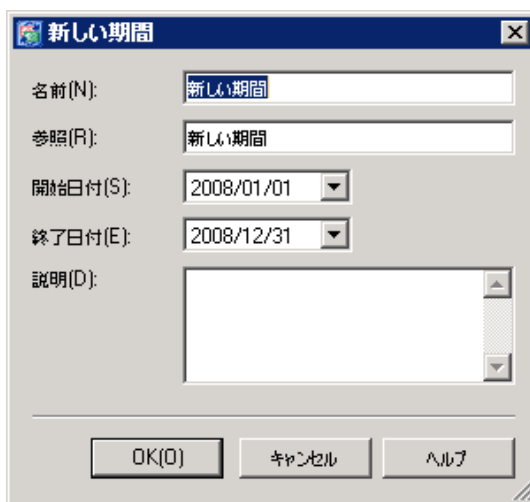 新しい期間
名前(N): 新しい期間
参照(R): 新しい期間
開始日付(S): 2008/01/01
終了日付(E): 2008/12/31
説明(D):
OK(O) キャンセル ヘルプ